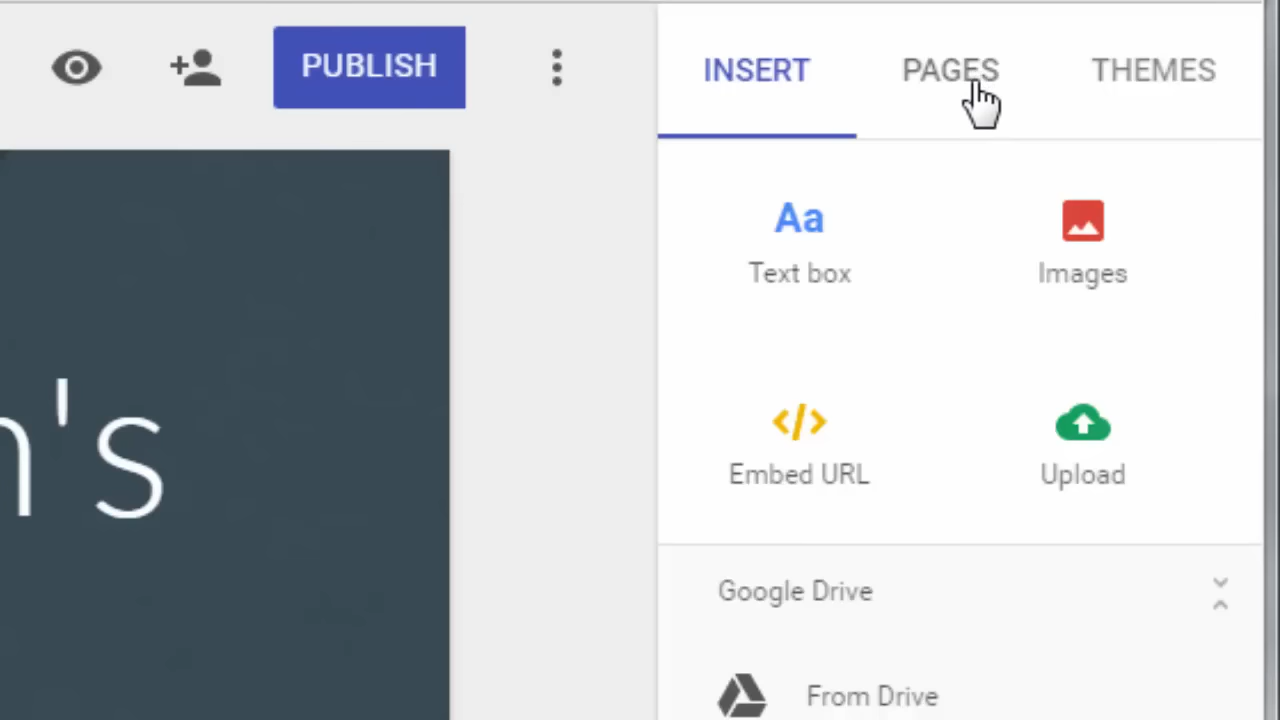 PUBLISH
INSERT PAGES THEMES
Aa
Text box Images
</>
Embed URL Upload
n's
Google Drive
From Drive